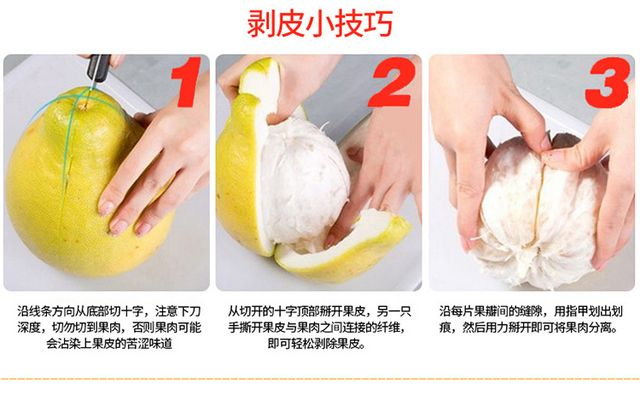 剥皮小技巧
1
2
3
沿线条方向从底部切十字，注意下刀
深度，切勿切到果肉，否则果肉可能
会沾染上果皮的苦涩味道
从切开的十字顶部掰开果皮，另一只
手撕开果皮与果肉之间连接的纤维，
即可轻松剥除果皮。
沿每片果瓣间的缝隙，用指甲划出划
痕，然后用力掰开即可将果肉分离。